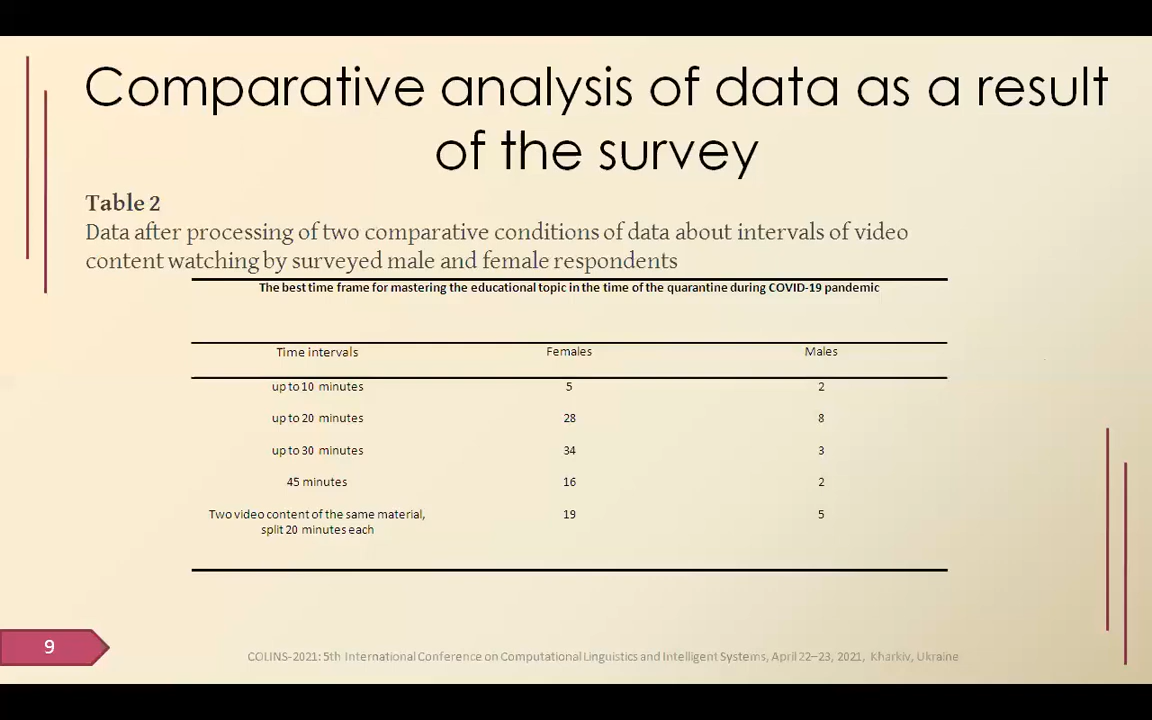 Comparative analysis of data as a result
of the survey
Table 2
Data after processing of two comparative conditions of data about intervals of video
content watching by surveyed male and female respondents
The best time frame for mastering the educational topic in the time of the quarantine during COVID-19 pandemic
Time intervals Females Males
up to 10 minutes 5 2
up to 20 minutes 28 8
up to 30 minutes 34 3
45 minutes 16 2
Two video content of the same material, 19 5
split 20 minutes each
9
COLINS-2021: 5th International Conference on Computational Linguistics and Intelligent Systems, April 22–23, 2021, Kharkiv, Ukraine